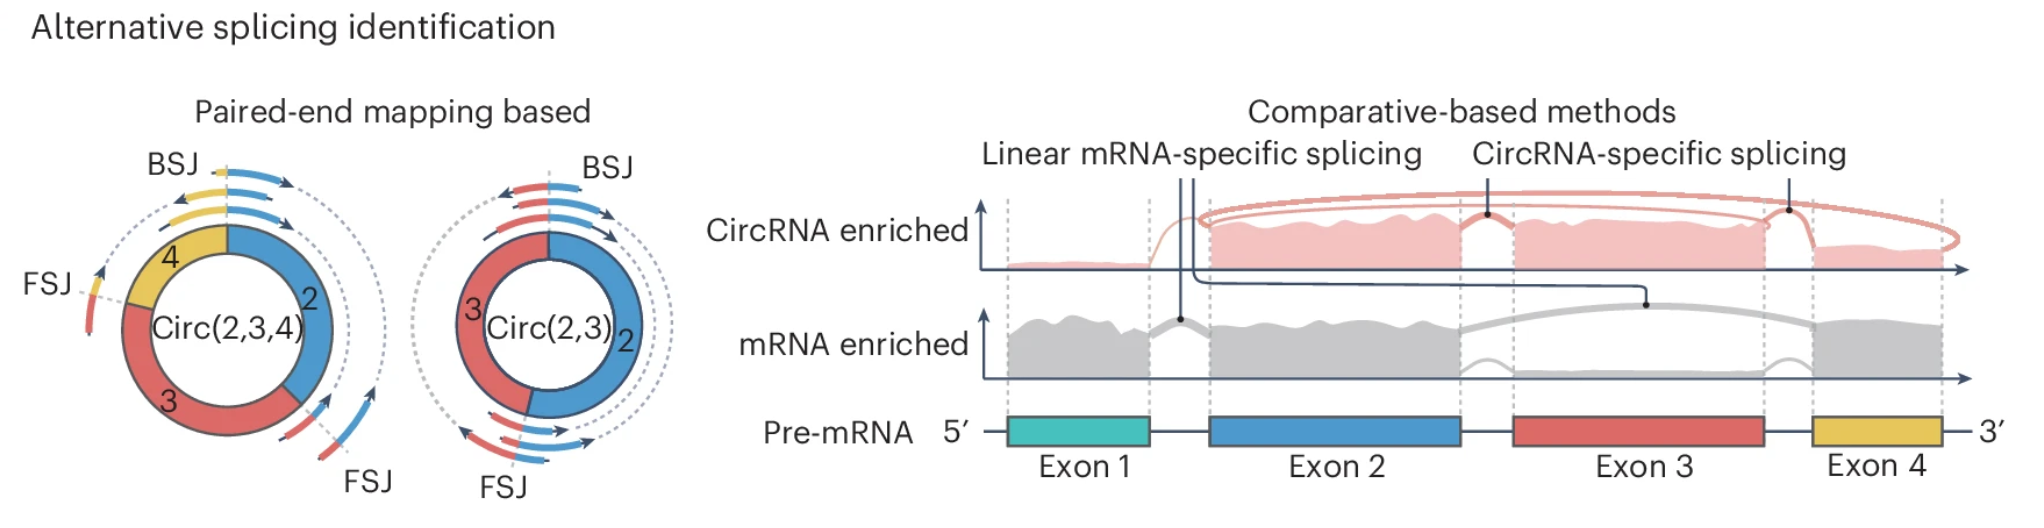 Alternative splicing identification
Paired-end mapping based
BSJ
4
2
3
Circ(2,3,4)
FSJ
FSJ
BSJ
3
2
Circ(2,3)
FSJ
Comparative-based methods
Linear mRNA-specific splicing
CircRNA-specific splicing
CircRNA enriched
mRNA enriched
Pre-mRNA 5′ 3′
Exon 1 Exon 2 Exon 3 Exon 4